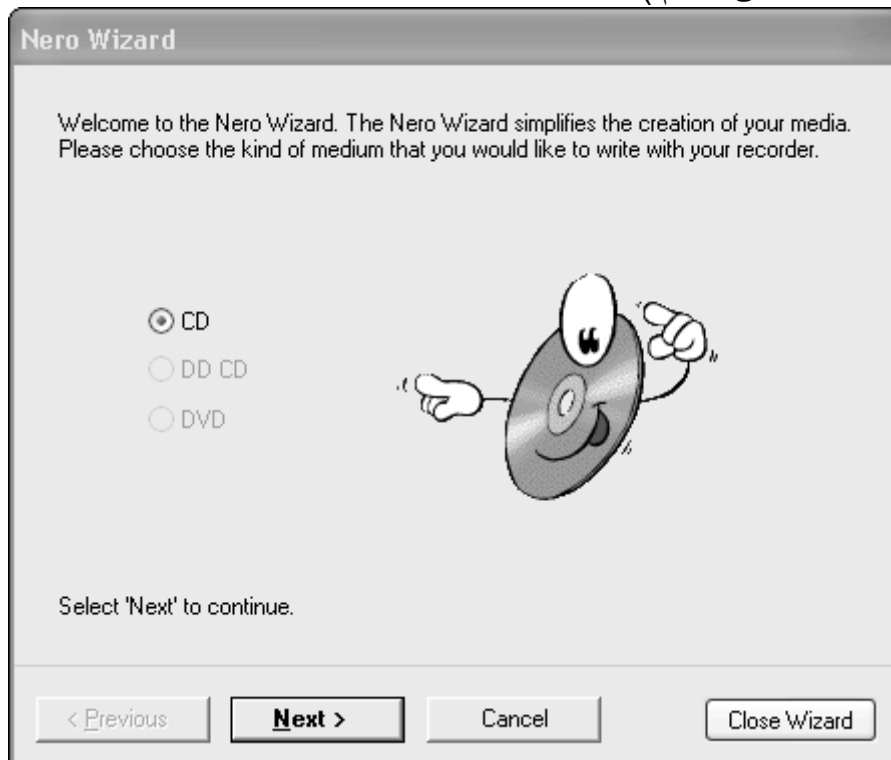 Nero Wizard
Welcome to the Nero Wizard. The Nero Wizard simplifies the creation of your media.
Please choose the kind of medium that you would like to write with your recorder.
CD
DD CD
DVD
Select 'Next' to continue.
< Previous
Next >
Cancel
Close Wizard